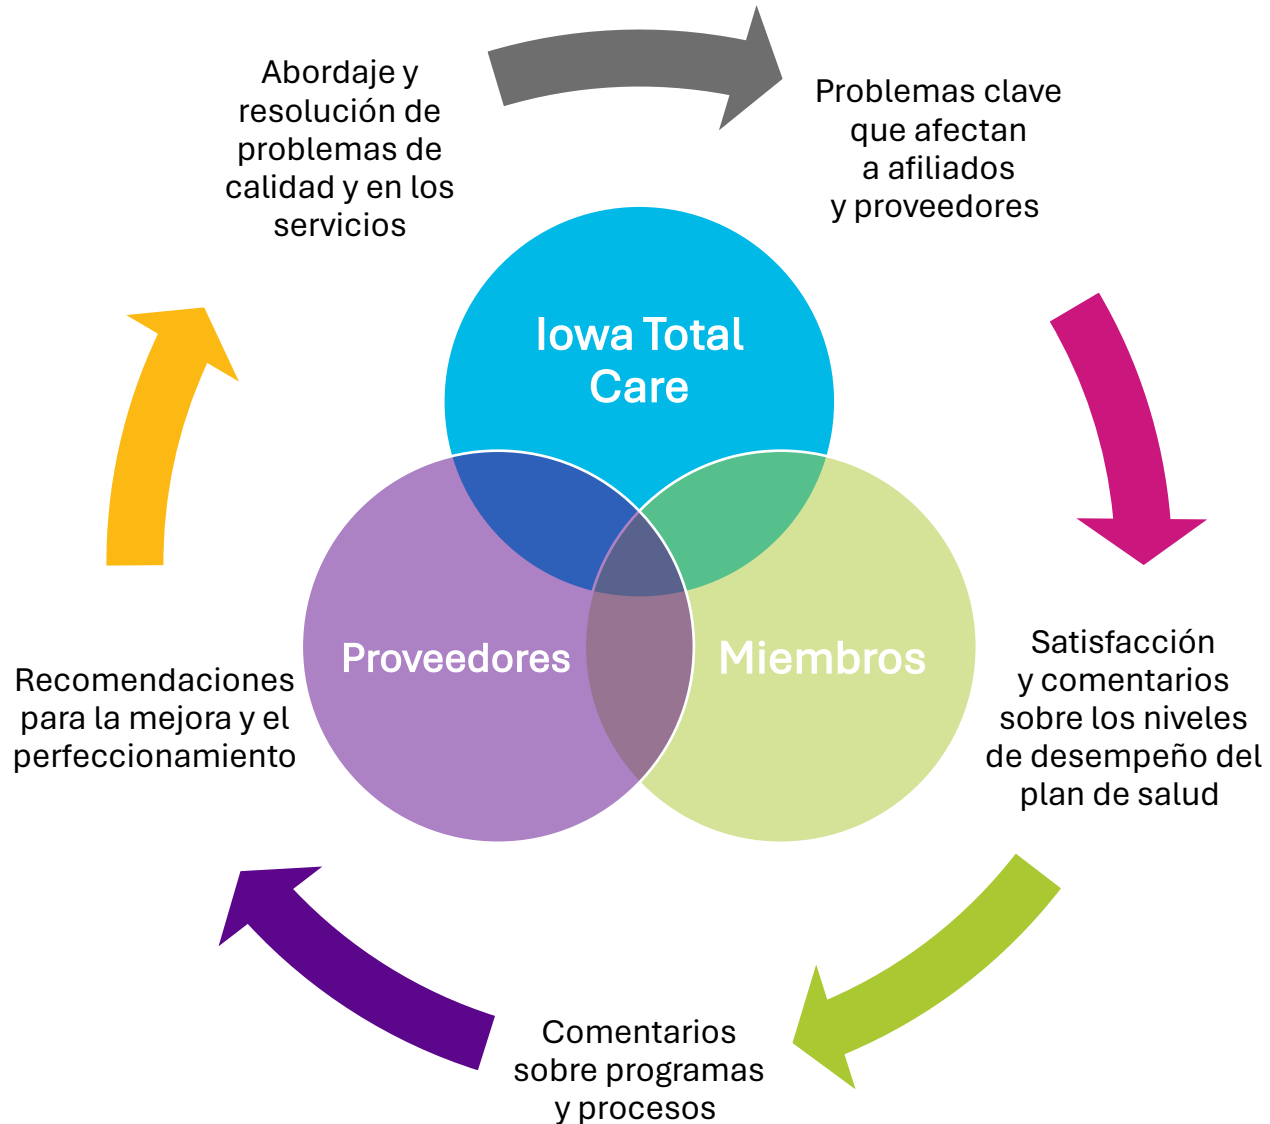 Abordaje y
resolución de
problemas de
calidad y en los
servicios
Problemas clave
que afectan
a afiliados
y proveedores
Iowa Total
Care
Proveedores
Miembros
Satisfacción
y comentarios
sobre los niveles
de desempeño del
plan de salud
Recomendaciones
para la mejora y el
perfeccionamiento
Comentarios
sobre programas
y procesos